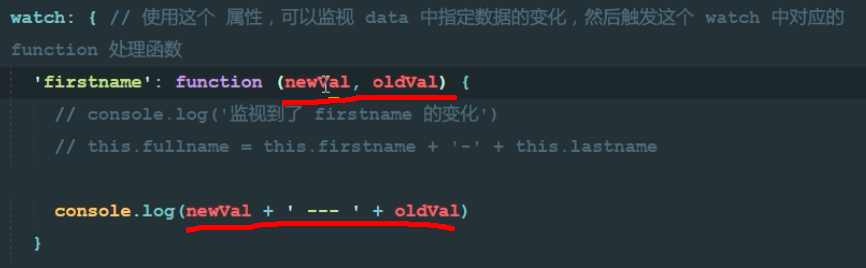 watch: { // 使用这个 属性，可以监视 data 中指定数据的变化，然后触发这个 watch 中对应的
function 处理函数
'firstname': function (newVal, oldVal) {
// console.log('监视到了 firstname 的变化')
// this.fullname = this.firstname + '-' + this.lastname
console.log(newVal + ' --- ' + oldVal)
}